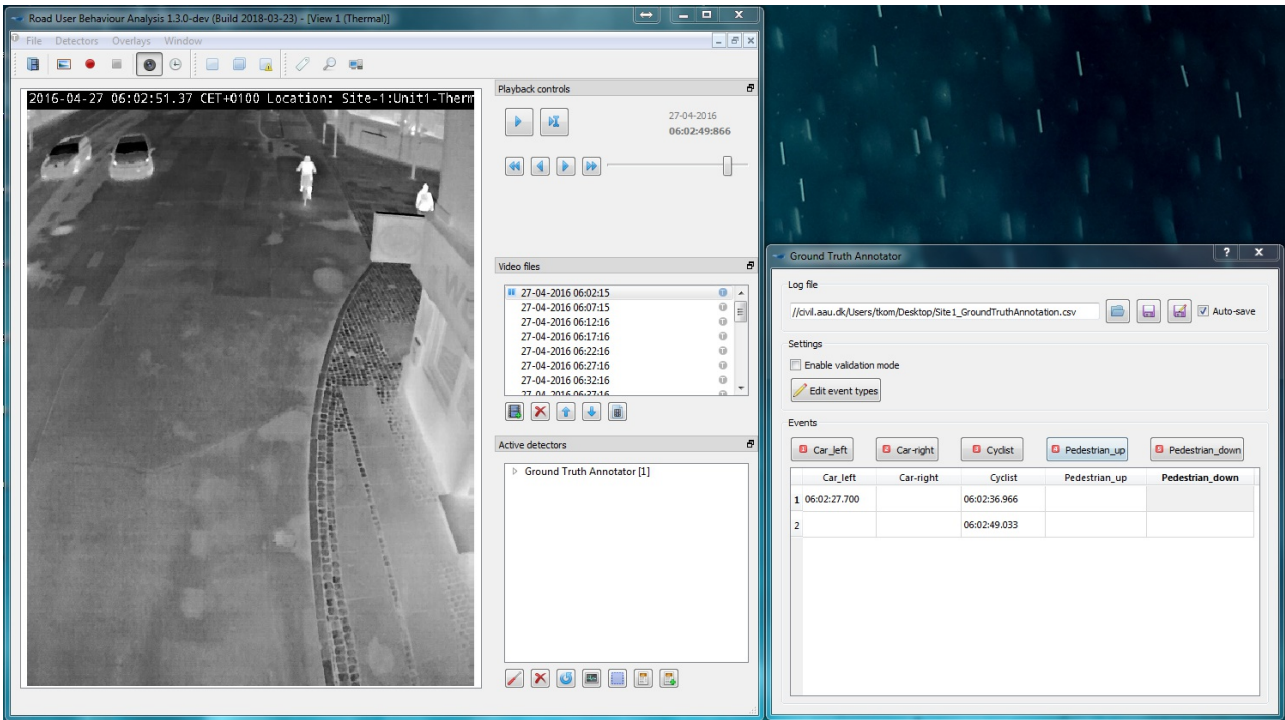 Road User Behaviour Analysis 1.3.0-dev (Build 2018-03-23) - [View 1 (Thermal)]
File Detectors Overlays Window
2016-04-27 06:02:51.37 CET+0100 Location: Site-1:Unit1-Therm
Playback controls
27-04-2016
06:02:49:866
Video files
27-04-2016 06:02:15
27-04-2016 06:07:15
27-04-2016 06:12:16
27-04-2016 06:17:16
27-04-2016 06:22:16
27-04-2016 06:27:16
27-04-2016 06:32:16
27-04-2016 06:37:16
Active detectors
Ground Truth Annotator [1]
Ground Truth Annotator
Log file
//civil.aau.dk/Users/tkom/Desktop/Site1_GroundTruthAnnotation.csv
Auto-save
Settings
Enable validation mode
Edit event types
Events
Car_left Car-right Cyclist Pedestrian_up Pedestrian_down
Car_left Car-right Cyclist Pedestrian_up Pedestrian_down
1 06:02:27.700 06:02:36.966
2 06:02:49.033